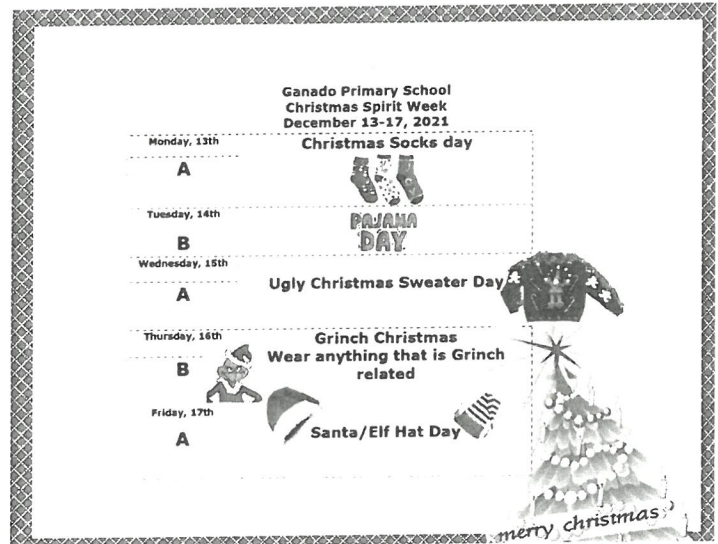 Ganado Primary School
Christmas Spirit Week
December 13-17, 2021
Monday, 13th
Christmas Socks day
A
Tuesday, 14th
PAJAMA
DAY
B
Wednesday, 15th
A
Ugly Christmas Sweater Day
Thursday, 16th
Grinch Christmas
Wear anything that is Grinch
related
B
Friday, 17th
Santa/Elf Hat Day
A
merry christmas